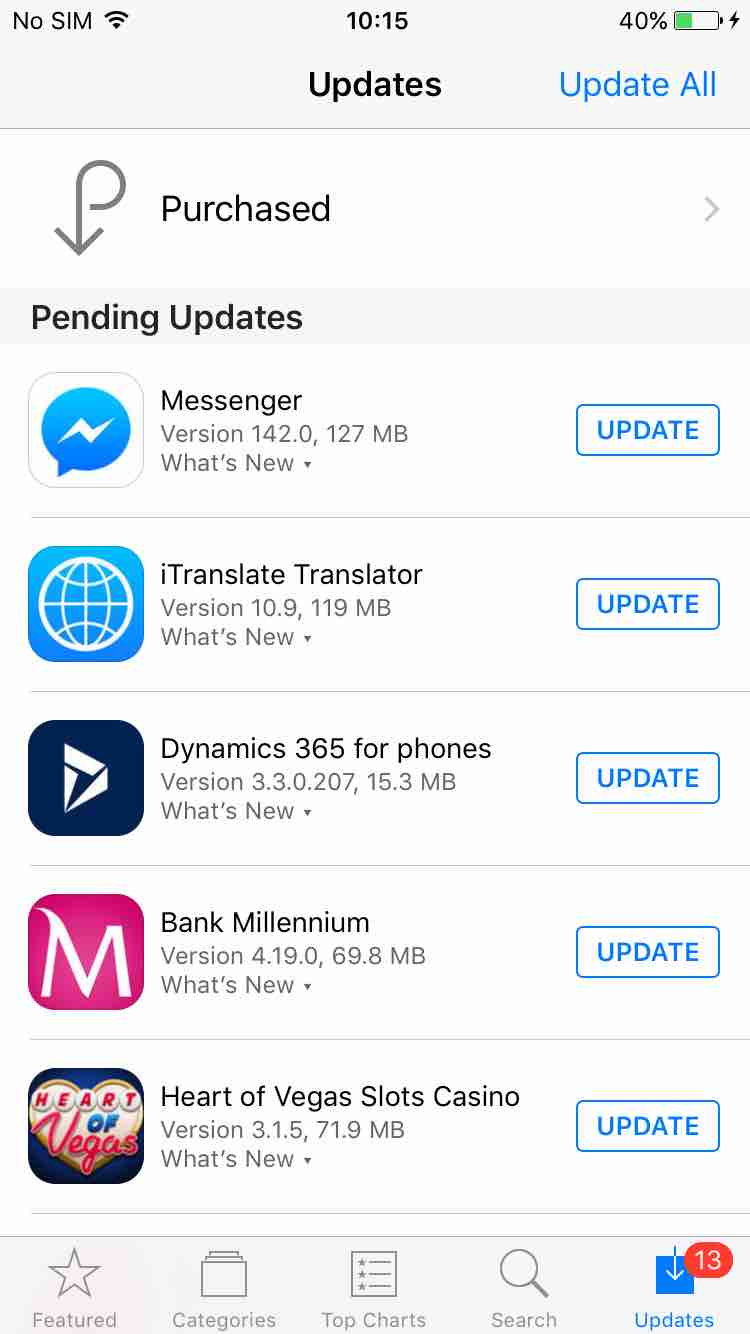 No SIM 10:15 40%
Updates Update All
Purchased
Pending Updates
Messenger
Version 142.0, 127 MB
What's New ▾
UPDATE
iTranslate Translator
Version 10.9, 119 MB
What's New ▾
UPDATE
Dynamics 365 for phones
Version 3.3.0.207, 15.3 MB
What's New ▾
UPDATE
M
Bank Millennium
Version 4.19.0, 69.8 MB
What's New ▾
UPDATE
HEART
OF
Vegas
Heart of Vegas Slots Casino
Version 3.1.5, 71.9 MB
What's New ▾
UPDATE
13
Featured Categories Top Charts Search Updates